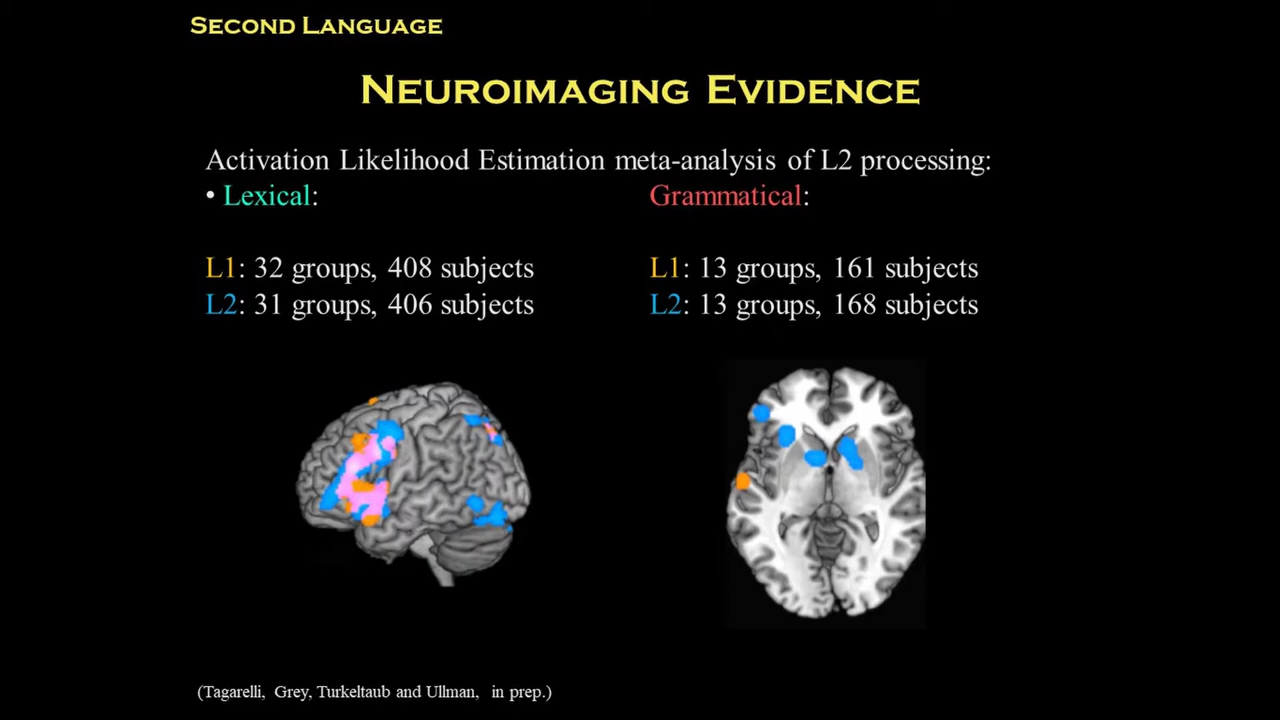 Second Language
Neuroimaging Evidence
Activation Likelihood Estimation meta-analysis of L2 processing:
• Lexical:
Grammatical:
L1: 32 groups, 408 subjects
L2: 31 groups, 406 subjects
L1: 13 groups, 161 subjects
L2: 13 groups, 168 subjects
(Tagarelli, Grey, Turkeltaub and Ullman, in prep.)